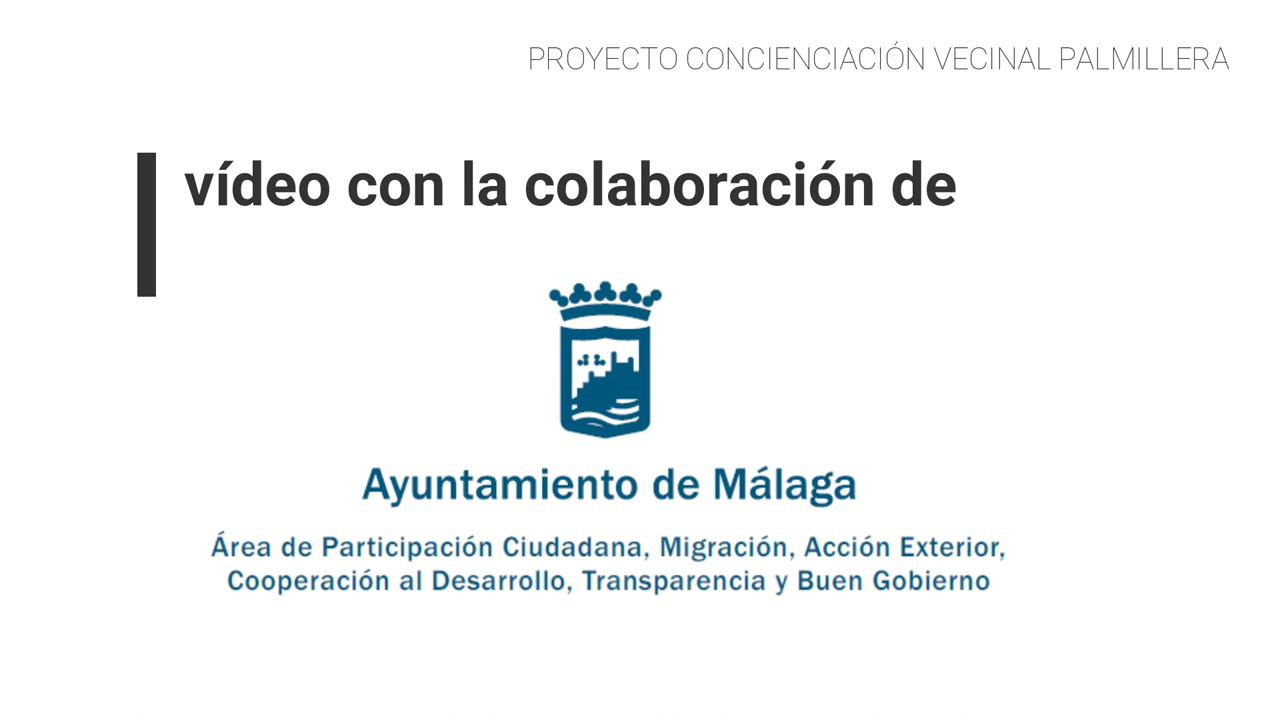 PROYECTO CONCIENCIACIÓN VECINAL PALMILLERA
vídeo con la colaboración de
Ayuntamiento de Málaga
Área de Participación Ciudadana, Migración, Acción Exterior,
Cooperación al Desarrollo, Transparencia y Buen Gobierno